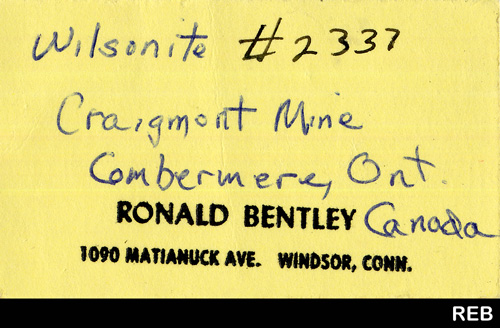 Wilsonite #2337
Craigmont Mine
Combermere, Ont.
RONALD BENTLEY Canada
1090 MATIANUCK AVE. WINDSOR, CONN.
REB